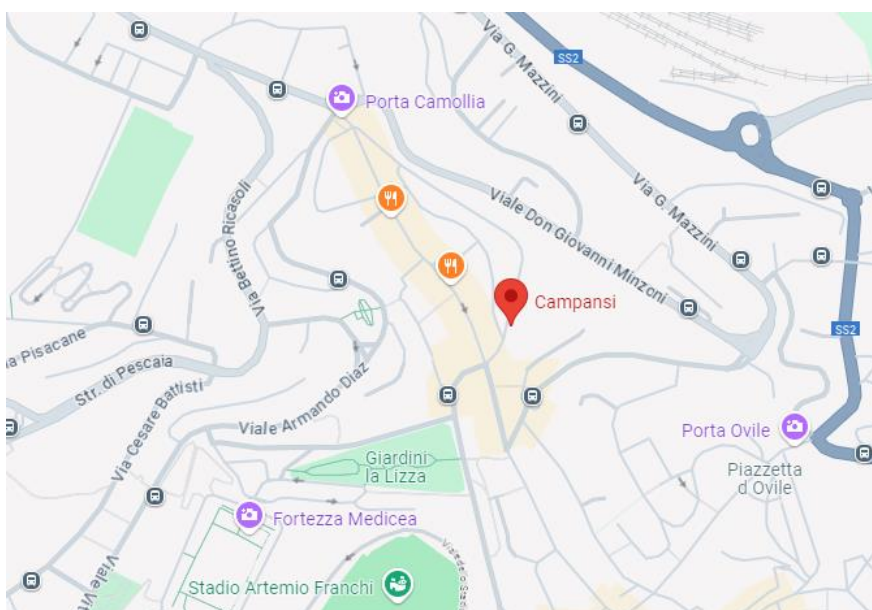 SS2
Via G. Mazzini
Porta Camollia
Via Bettino Ricasoli
Viale Don Giovanni Minzoni
Via G. Mazzini
Campansi
SS2
a Pisacane
Str. di Pescaia
Via Cesare Battisti
Viale Armando Diaz
Porta Ovile
Giardini
la Lizza
Piazzetta
d Ovile
Fortezza Medicea
Viale Vit
Stadio Artemio Franchi